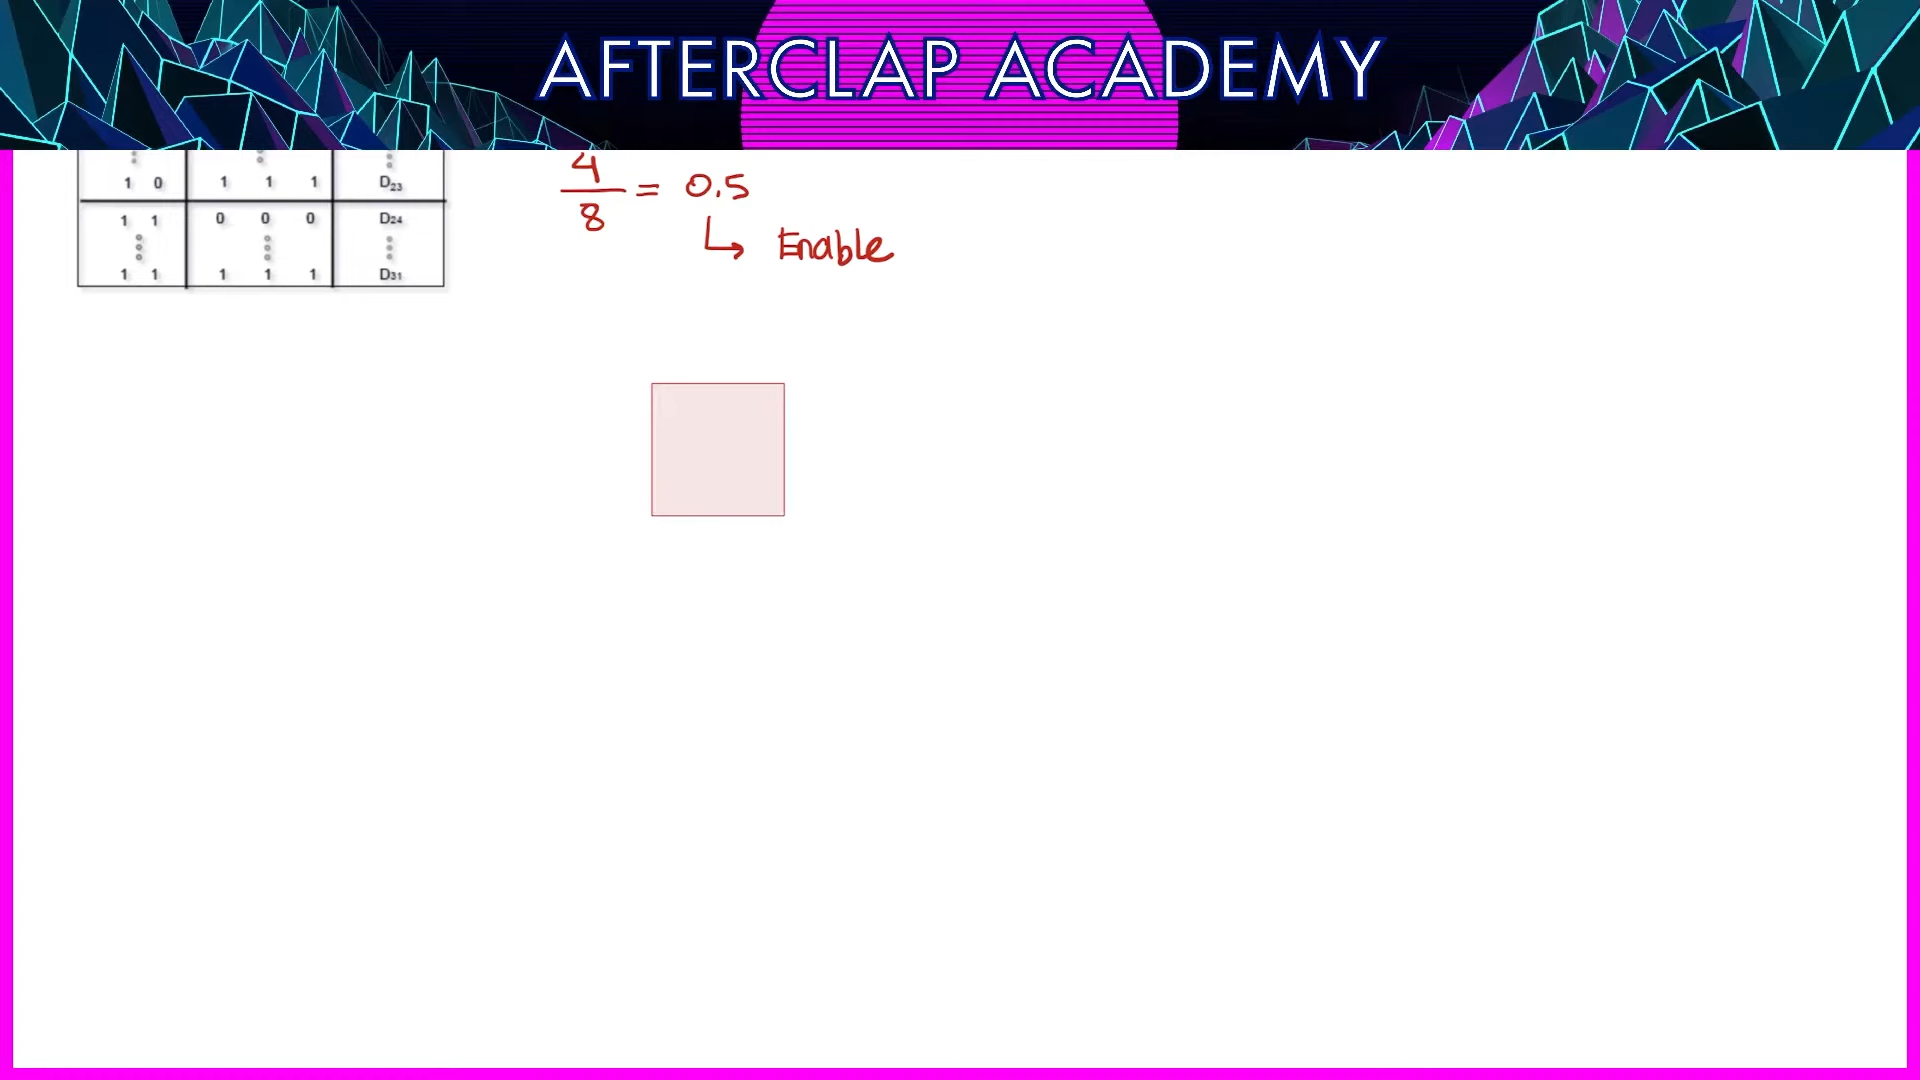 AFTERCLAP ACADEMY
1 0 1 1 1 D23
1 1 0 0 0 D24
1 1 1 1 1 D31
4
8
= 0.5
↳ Enable